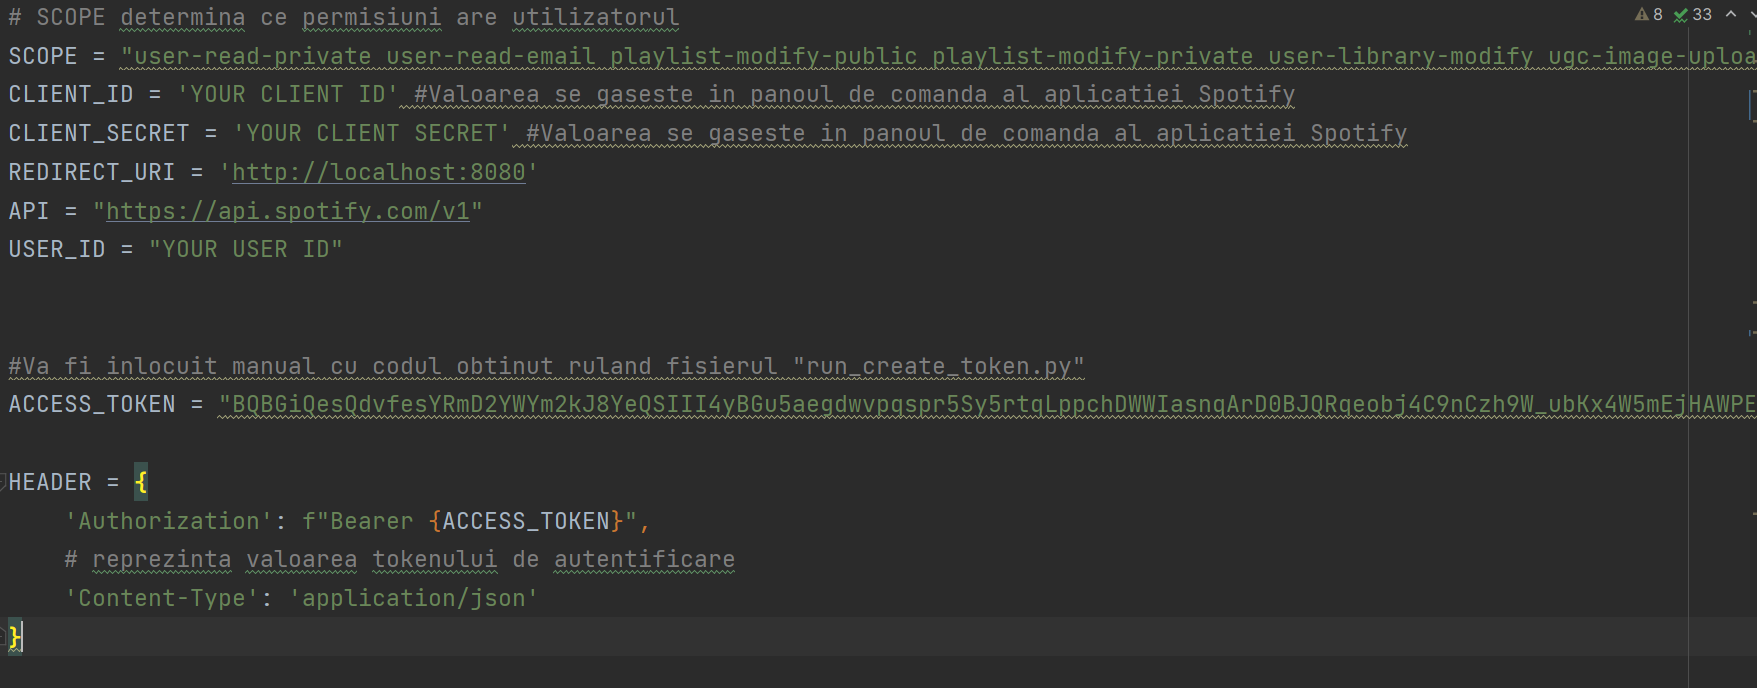 # SCOPE determina ce permisiuni are utilizatorul
8 33
SCOPE = "user-read-private user-read-email playlist-modify-public playlist-modify-private user-library-modify ugc-image-uploa
CLIENT_ID = 'YOUR CLIENT ID' #Valoarea se gaseste in panoul de comanda al aplicatiei Spotify
CLIENT_SECRET = 'YOUR CLIENT SECRET' #Valoarea se gaseste in panoul de comanda al aplicatiei Spotify
REDIRECT_URI = 'http://localhost:8080'
API = "https://api.spotify.com/v1"
USER_ID = "YOUR USER ID"
#Va fi inlocuit manual cu codul obtinut ruland fisierul "run_create_token.py"
ACCESS_TOKEN = "BQBGiQesQdvfesYRmD2YWYm2kJ8YeQSIII4yBGu5aegdwvpqspr5Sy5rtqLppchDWWIasnqArD0BJQRqeobj4C9nCzh9W_ubKx4W5mEjHAWPE
HEADER = {
'Authorization': f"Bearer {ACCESS_TOKEN}",
# reprezinta valoarea tokenului de autentificare
'Content-Type': 'application/json'
}